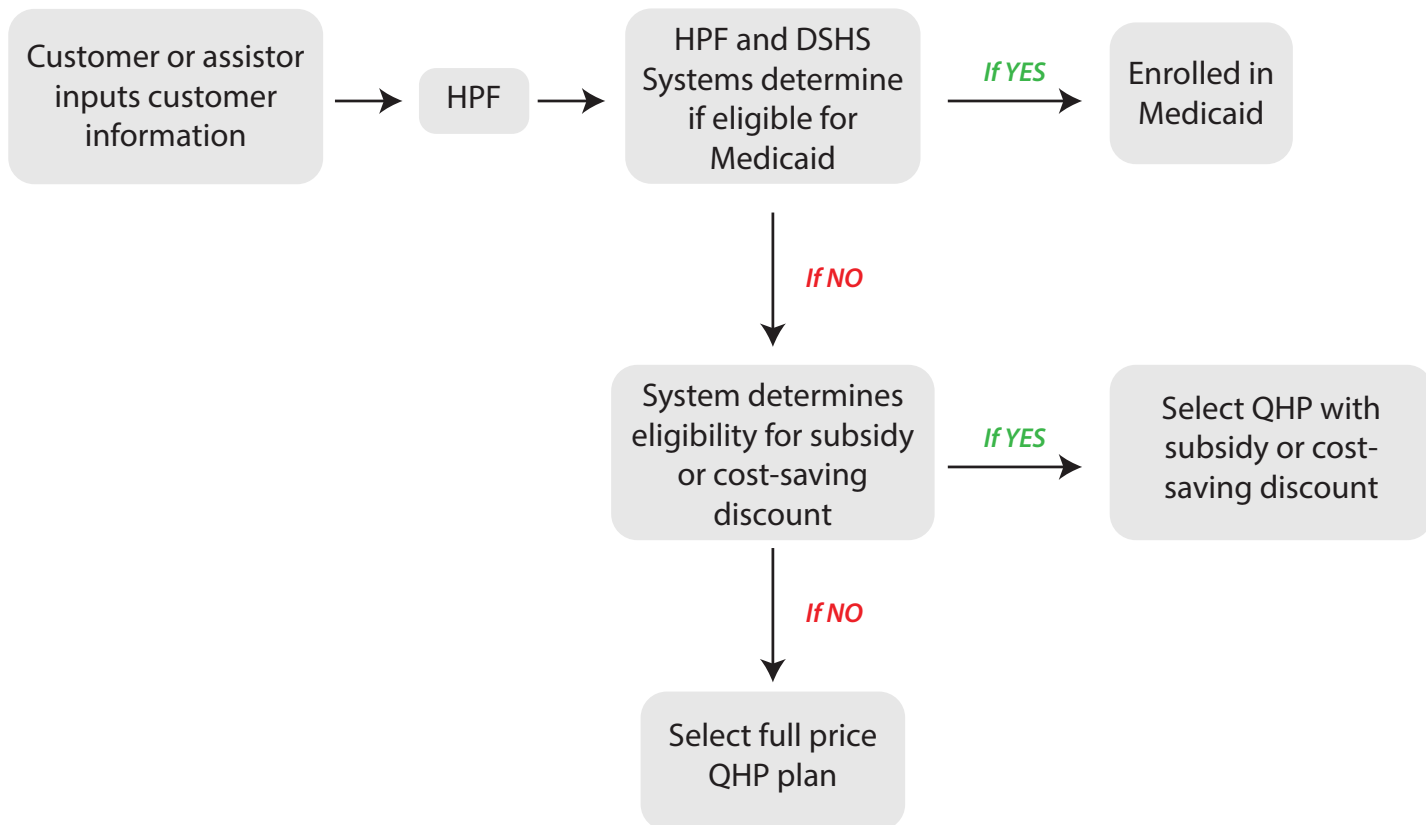 Customer or assistor
inputs customer
information
HPF
HPF and DSHS
Systems determine
if eligible for
Medicaid
If YES
Enrolled in
Medicaid
If NO
System determines
eligibility for subsidy
or cost-saving
discount
If YES
Select QHP with
subsidy or cost-
saving discount
If NO
Select full price
QHP plan